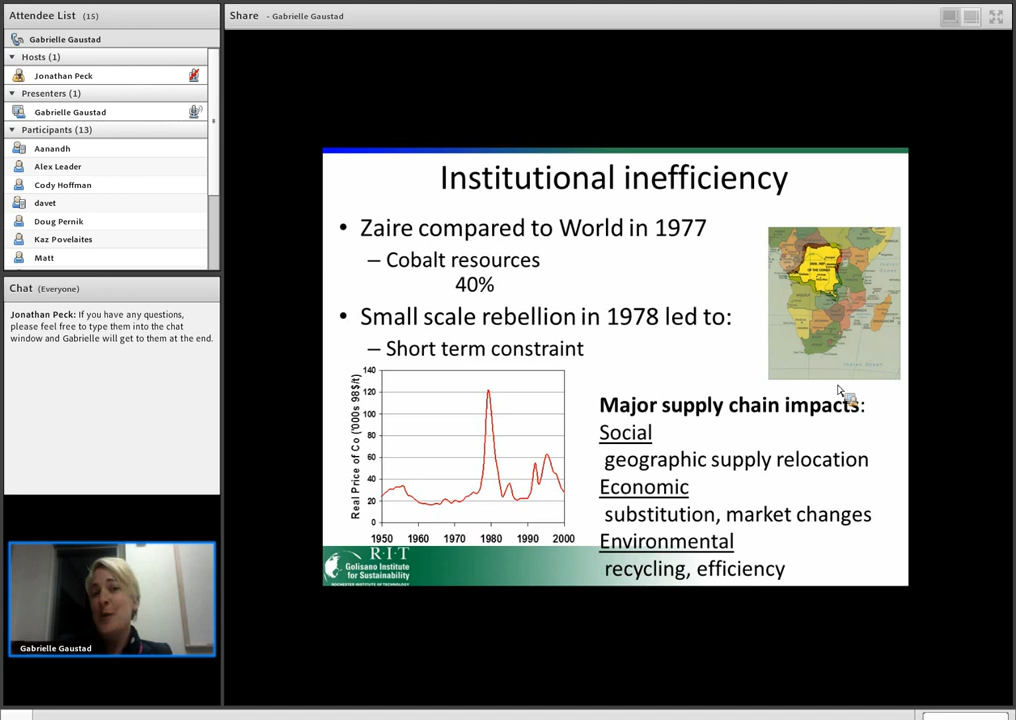 Attendee List (15)
Gabrielle Gaustad
Hosts (1)
Jonathan Peck
Presenters (1)
Gabrielle Gaustad
Participants (13)
Aanandh
Alex Leader
Cody Hoffman
davet
Doug Pernik
Kaz Povelaites
Matt
Chat (Everyone)
Jonathan Peck: If you have any questions,
please feel free to type them into the chat
window and Gabrielle will get to them at the end.
Gabrielle Gaustad
Share - Gabrielle Gaustad
Institutional inefficiency
• Zaire compared to World in 1977
– Cobalt resources
40%
• Small scale rebellion in 1978 led to:
– Short term constraint
Real Price of Co ('000s 98$/t)
140
120
100
80
60
40
20
0
1950 1960 1970 1980 1990 2000
Major supply chain impacts:
Social
geographic supply relocation
Economic
substitution, market changes
Environmental
recycling, efficiency
R·I·T
Golisano Institute
for Sustainability
ROCHESTER INSTITUTE OF TECHNOLOGY
Indian Ocean